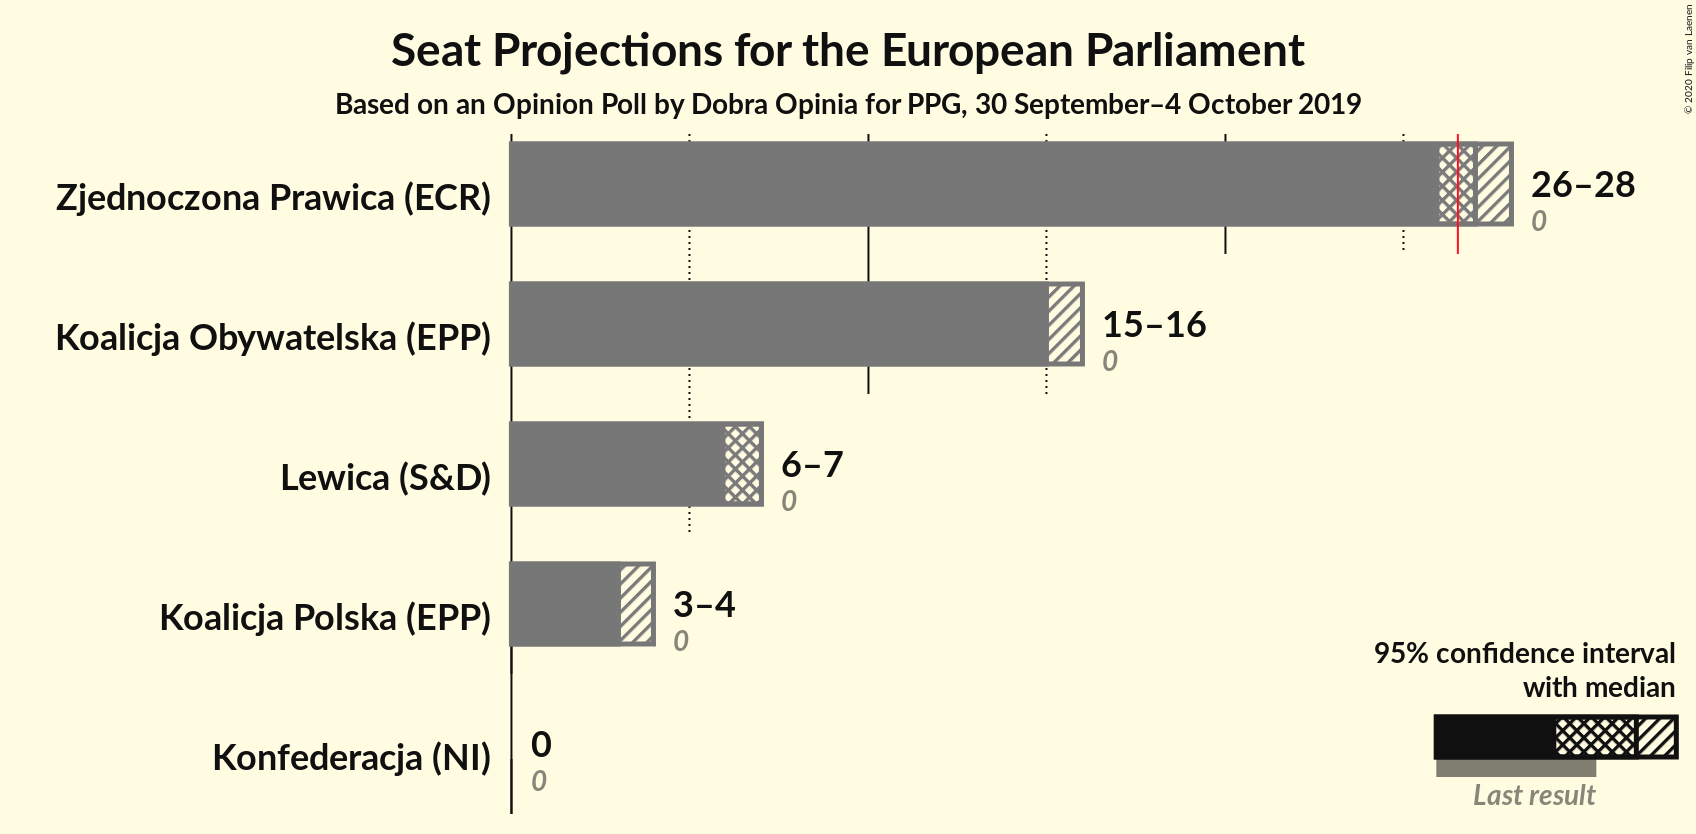 Seat Projections for the European Parliament
Based on an Opinion Poll by Dobra Opinia for PPG, 30 September–4 October 2019
© 2020 Filip van Laenen
Zjednoczona Prawica (ECR)
26–28
0
Koalicja Obywatelska (EPP)
15–16
0
Lewica (S&D)
6–7
0
Koalicja Polska (EPP)
3–4
0
Konfederacja (NI)
0
0
95% confidence interval
with median
Last result